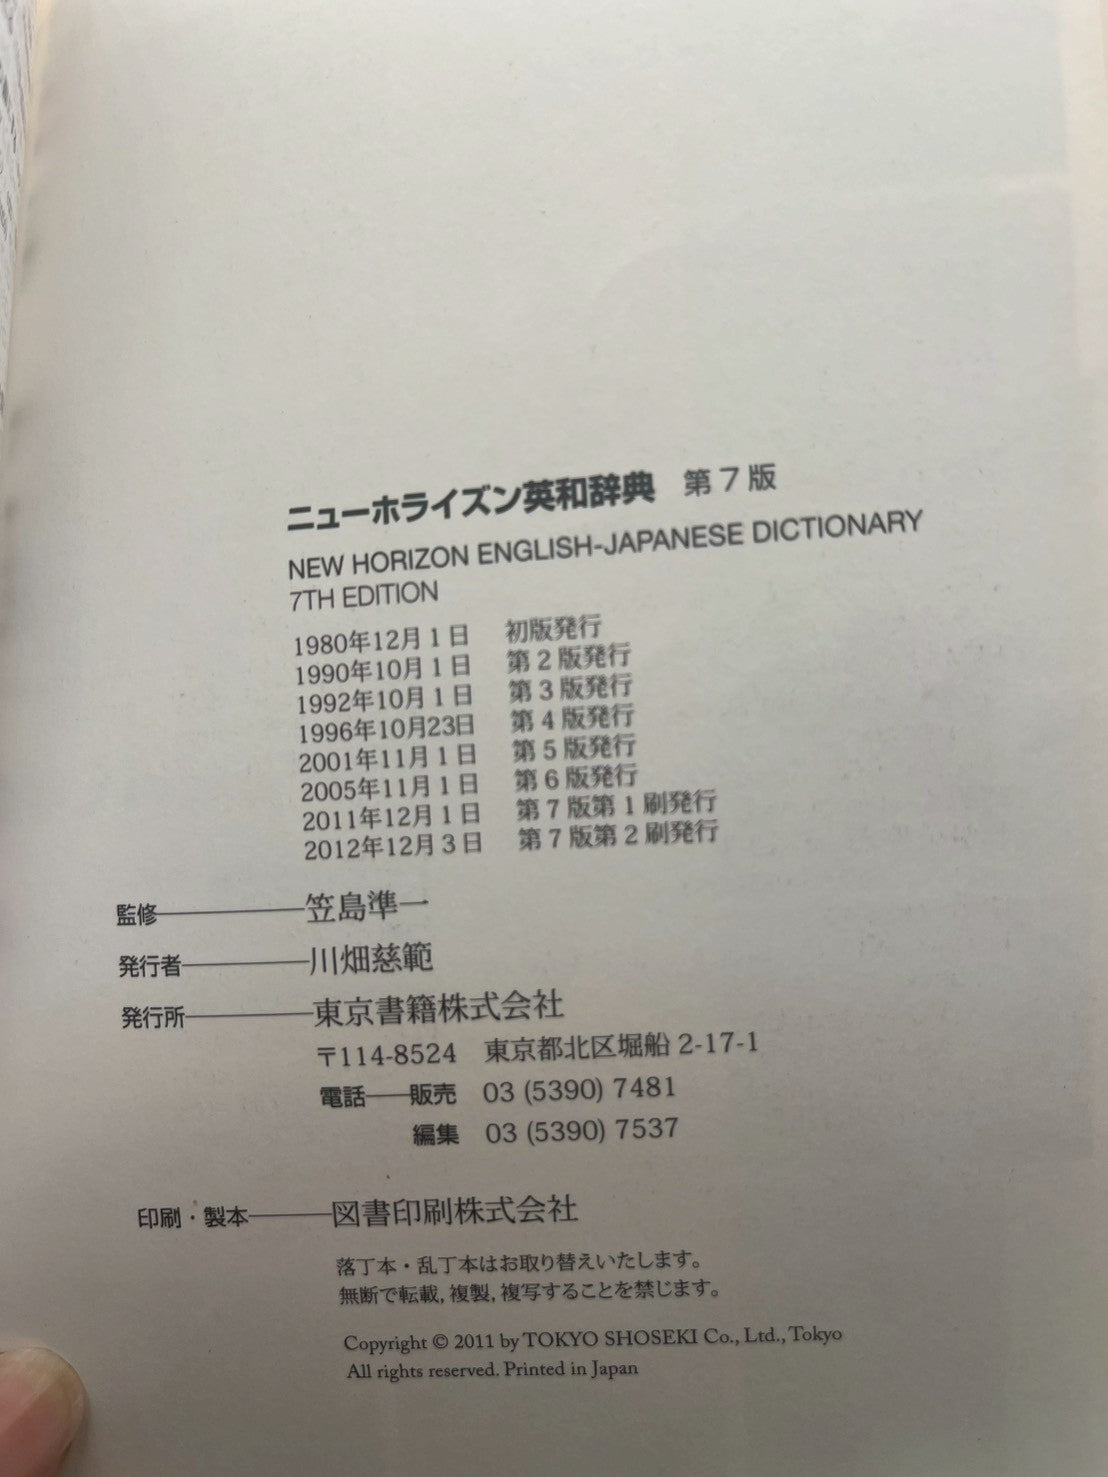 ニューホライズン英和辞典 第7版
NEW HORIZON ENGLISH-JAPANESE DICTIONARY
7TH EDITION
1980年12月1日 初版発行
1990年10月1日 第2版発行
1992年10月1日 第3版発行
1996年10月23日 第4版発行
2001年11月1日 第5版発行
2005年11月1日 第6版発行
2011年12月1日 第7版第1刷発行
2012年12月3日 第7版第2刷発行
監修――笠島準一
発行者――川畑慈範
発行所――東京書籍株式会社
〒114-8524 東京都北区堀船2-17-1
電話――販売 03 (5390) 7481
編集 03 (5390) 7537
印刷・製本――図書印刷株式会社
落丁本・乱丁本はお取り替えいたします。
無断で転載, 複製, 複写することを禁じます。
Copyright © 2011 by TOKYO SHOSEKI Co., Ltd., Tokyo
All rights reserved. Printed in Japan